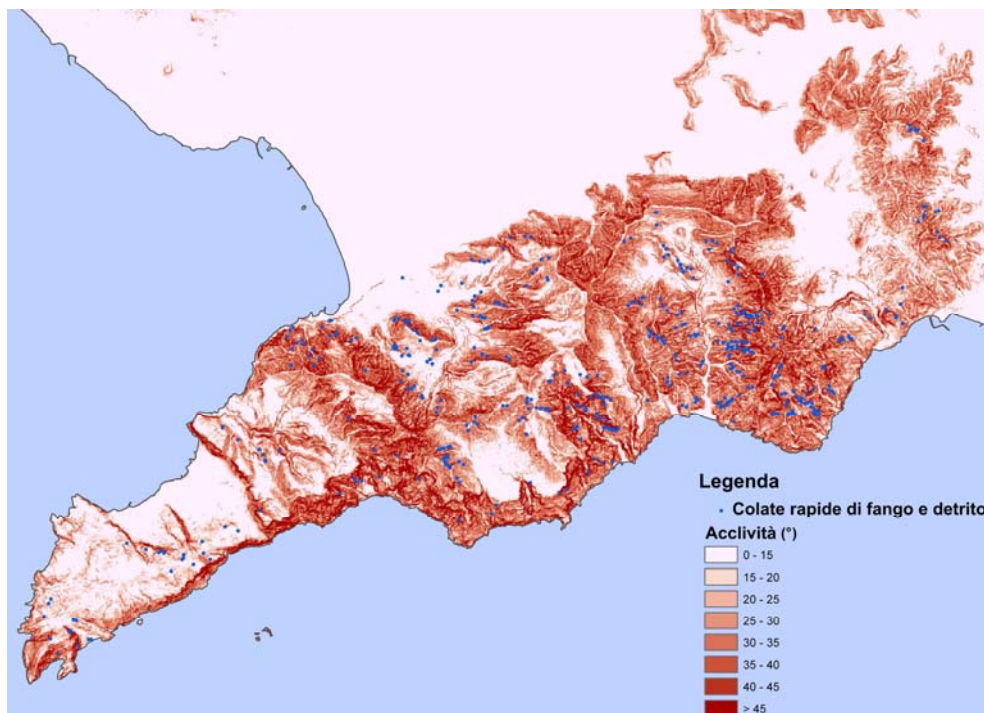 Legenda
Colate rapide di fango e detrito
Acclività (°)
0 - 15
15 - 20
20 - 25
25 - 30
30 - 35
35 - 40
40 - 45
> 45